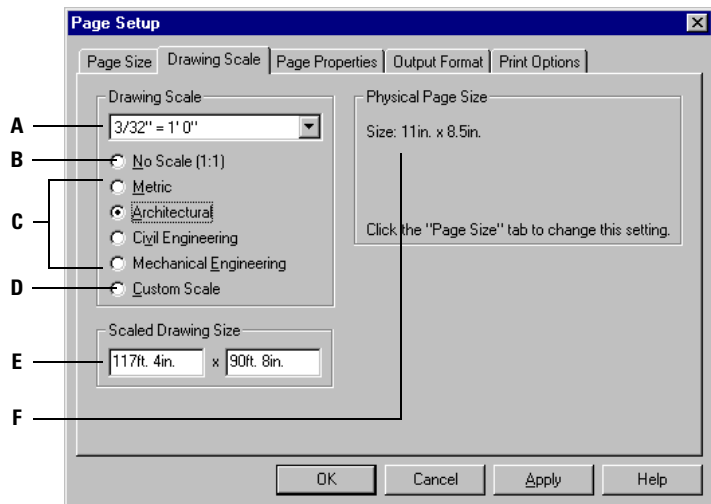 Page Setup
Page Size Drawing Scale Page Properties Output Format Print Options
Drawing Scale
A
3/32" = 1' 0"
B
No Scale (1:1)
C
Metric
Architectural
Civil Engineering
Mechanical Engineering
D
Custom Scale
Physical Page Size
Size: 11in. x 8.5in.
Click the "Page Size" tab to change this setting.
Scaled Drawing Size
E
117ft. 4in. x 90ft. 8in.
F
OK Cancel Apply Help